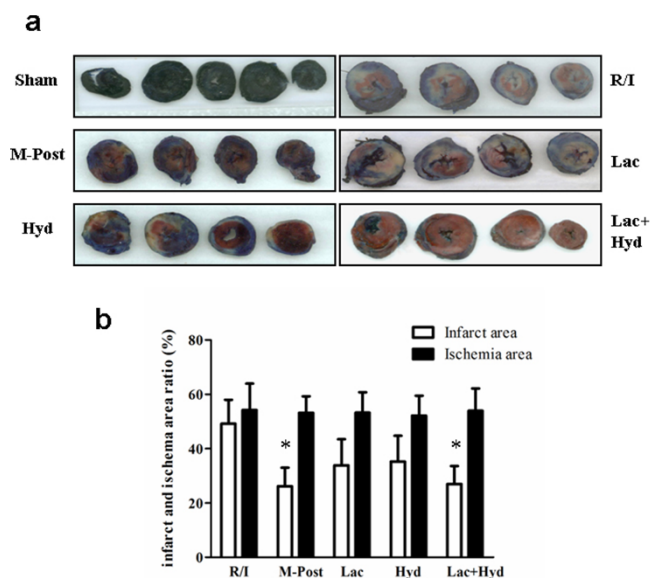 a
Sham
R/I
M-Post
Lac
Hyd
Lac+
Hyd
b
infarct and ischema area ratio (%)
80
60
40
20
0
Infarct area
Ischemia area
*
*
R/I M-Post Lac Hyd Lac+Hyd